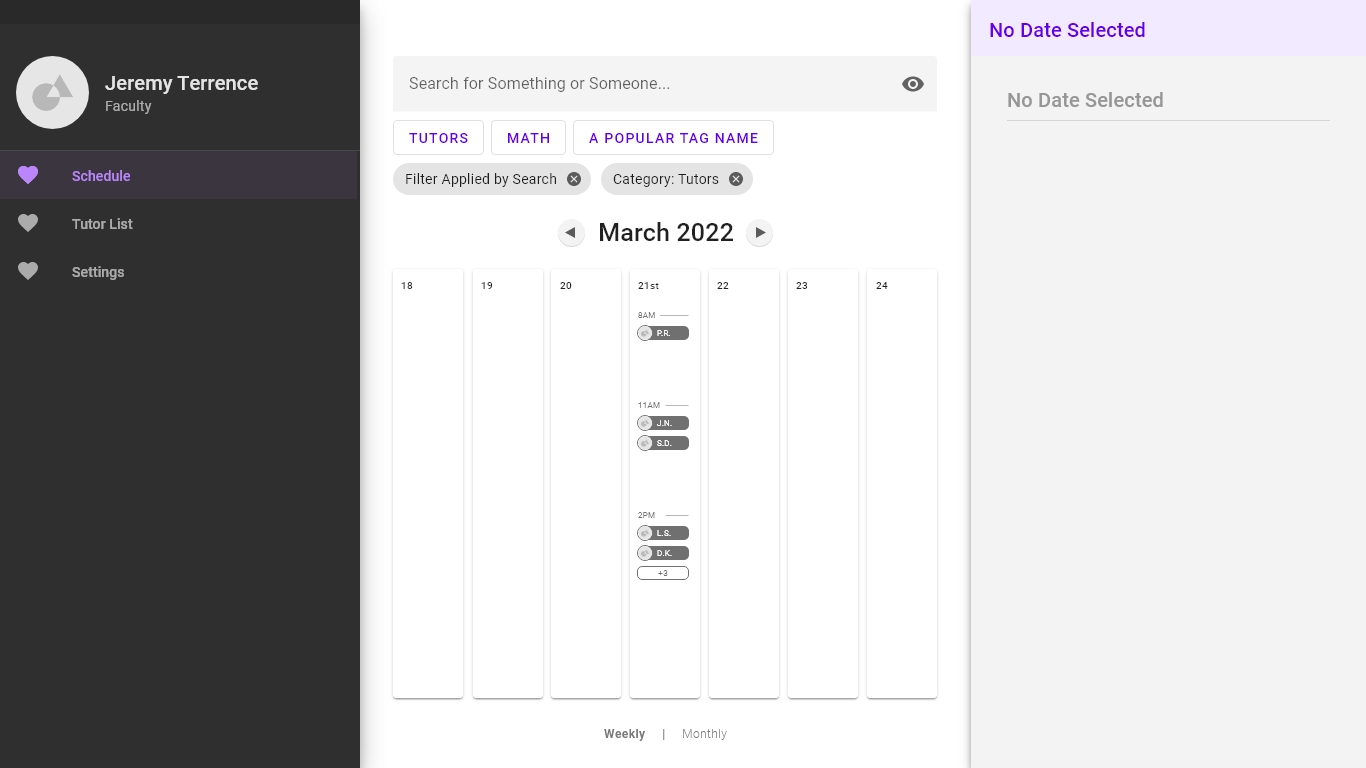 Jeremy Terrence
Faculty
Schedule
Tutor List
Settings
Search for Something or Someone...
TUTORS MATH A POPULAR TAG NAME
Filter Applied by Search Category: Tutors
March 2022
18 19 20 21st 22 23 24
8AM
P.R.
11AM
J.N.
S.D.
2PM
L.S.
D.K.
+3
Weekly | Monthly
No Date Selected
No Date Selected